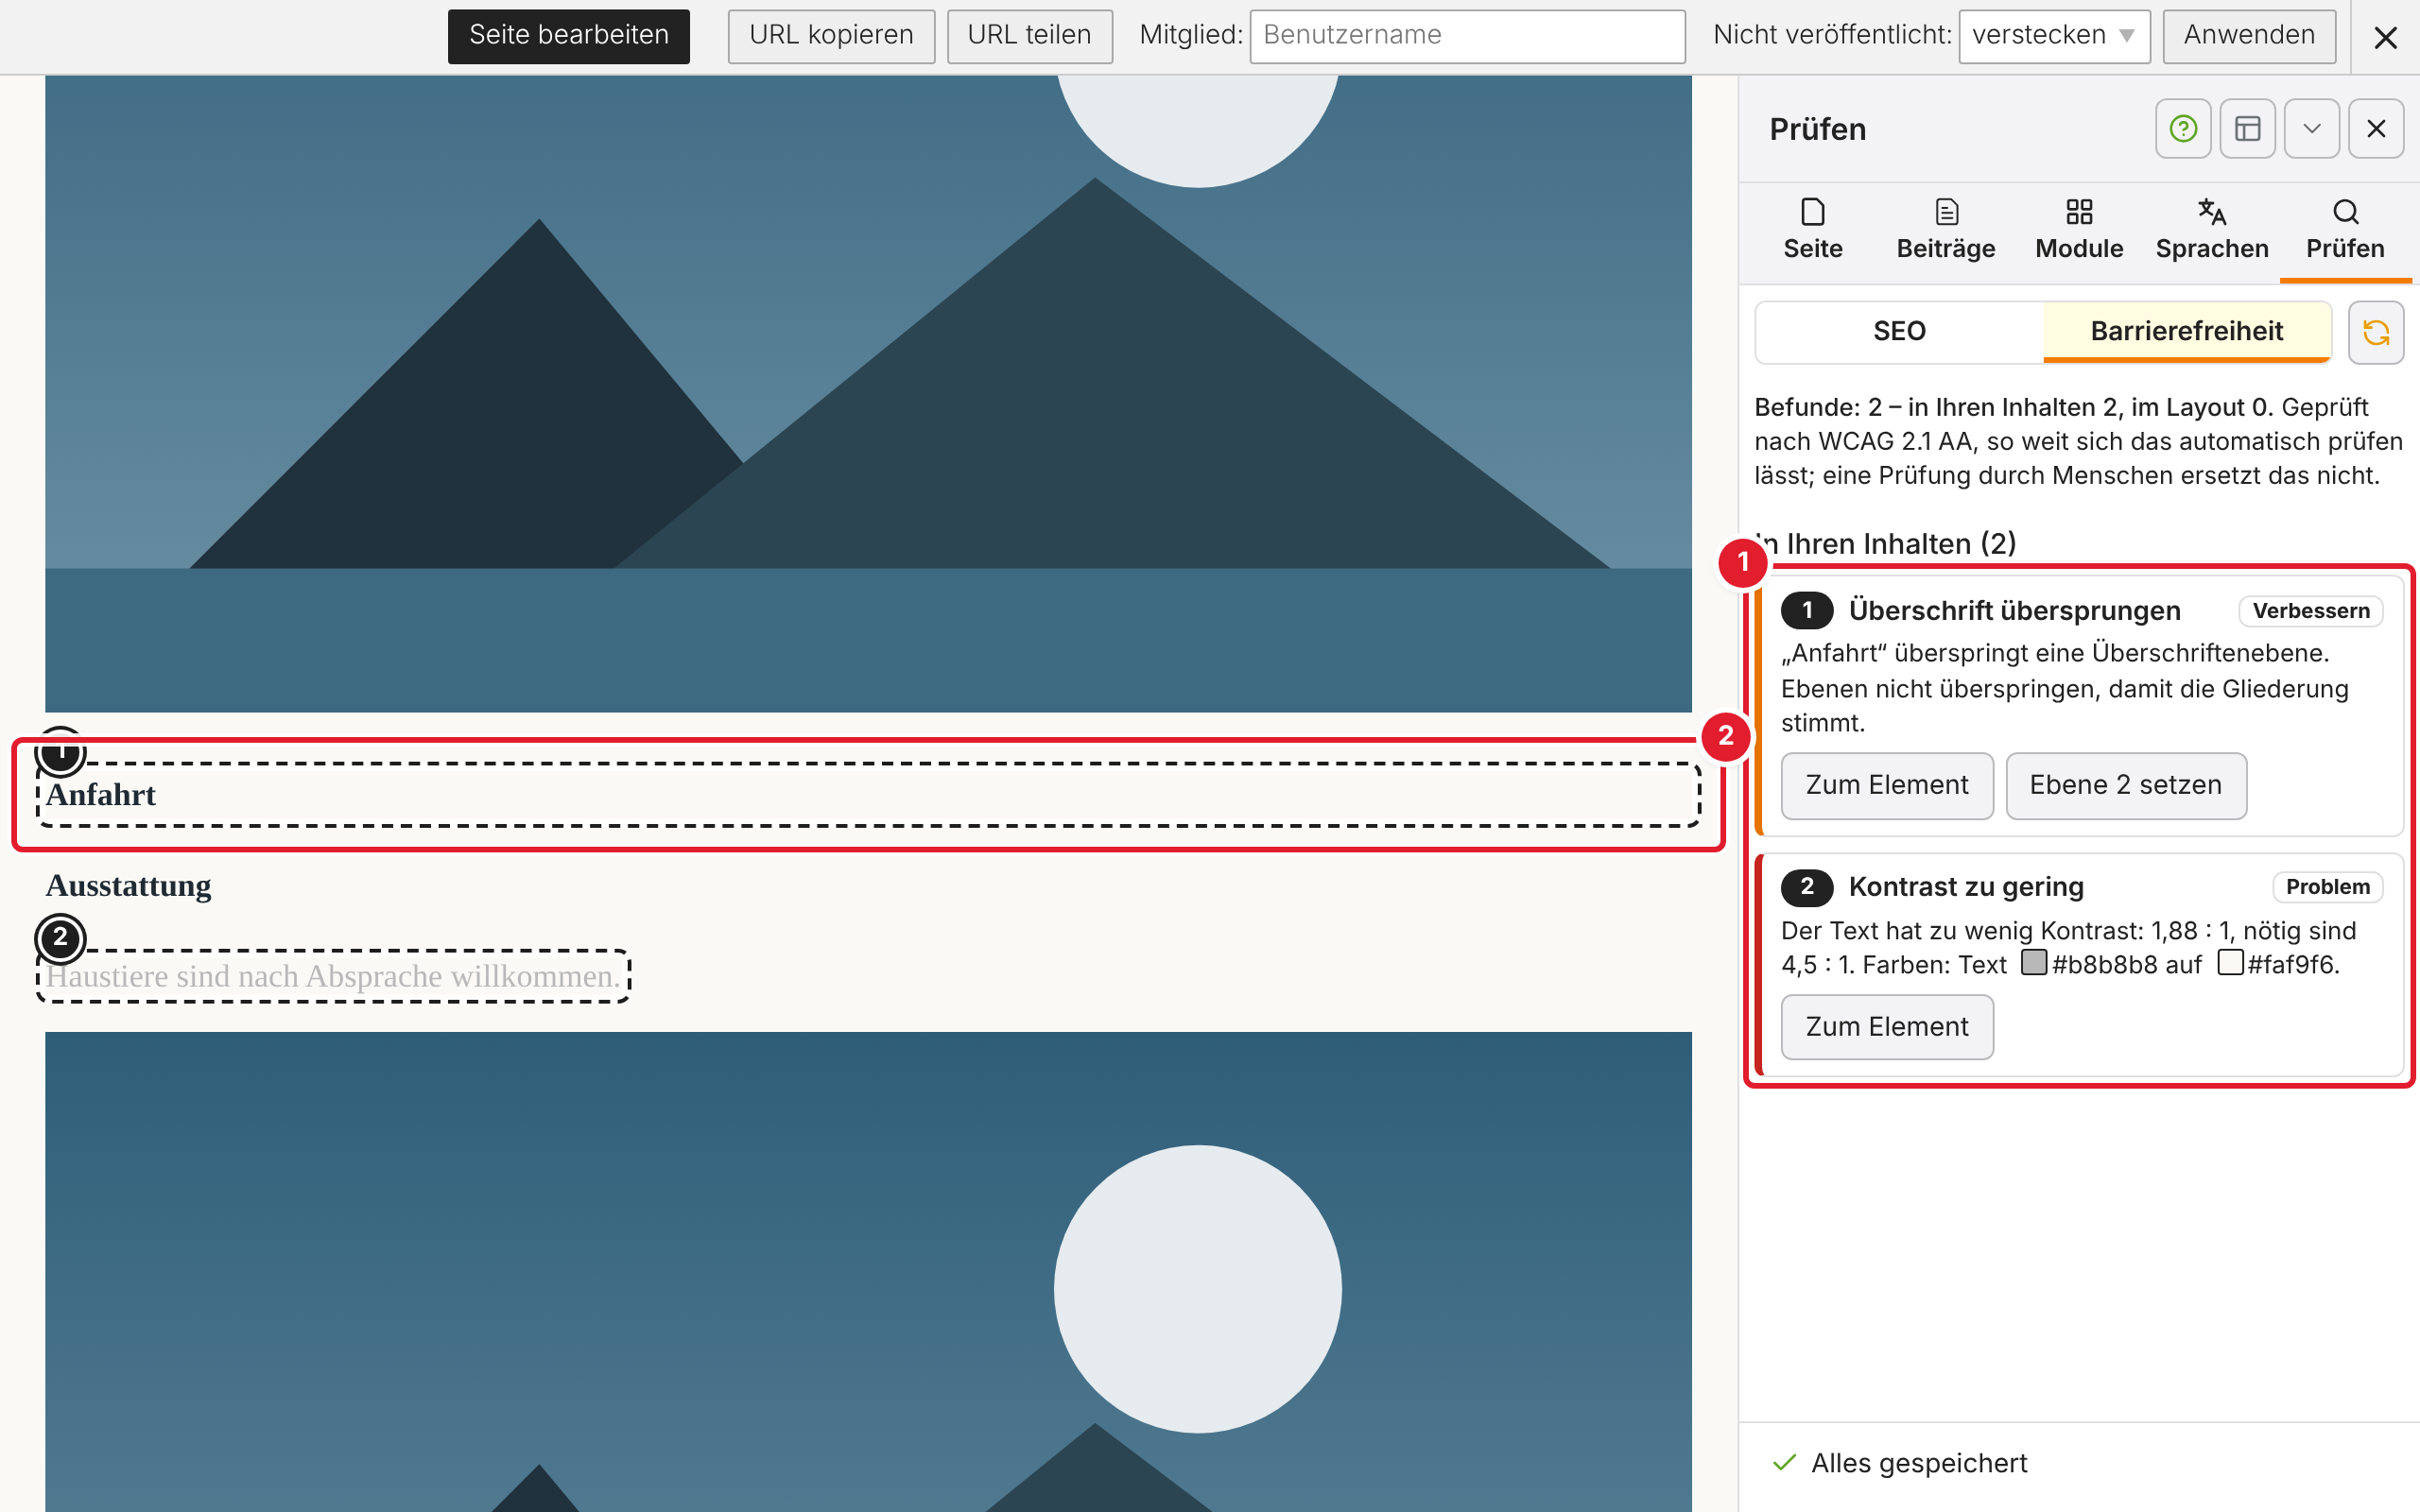 Seite bearbeiten URL kopieren URL teilen Mitglied: Benutzername Nicht veröffentlicht: verstecken Anwenden
Prüfen
Seite Beiträge Module Sprachen Prüfen
SEO Barrierefreiheit
Befunde: 2 – in Ihren Inhalten 2, im Layout 0. Geprüft
nach WCAG 2.1 AA, so weit sich das automatisch prüfen
lässt; eine Prüfung durch Menschen ersetzt das nicht.
In Ihren Inhalten (2)
1
1 Überschrift übersprungen Verbessern
„Anfahrt“ überspringt eine Überschriftenebene.
Ebenen nicht überspringen, damit die Gliederung
stimmt.
Zum Element Ebene 2 setzen
2 Kontrast zu gering Problem
Der Text hat zu wenig Kontrast: 1,88 : 1, nötig sind
4,5 : 1. Farben: Text #b8b8b8 auf #faf9f6.
Zum Element
2
1
Anfahrt
Ausstattung
2
Haustiere sind nach Absprache willkommen.
Alles gespeichert